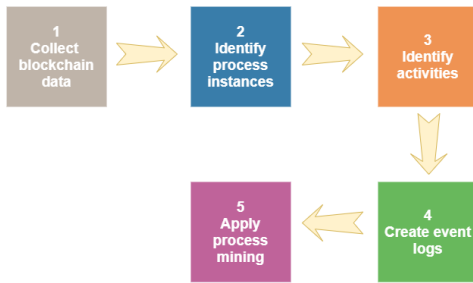 1
Collect
blockchain
data
2
Identify
process
instances
3
Identify
activities
4
Create event
logs
5
Apply
process
mining